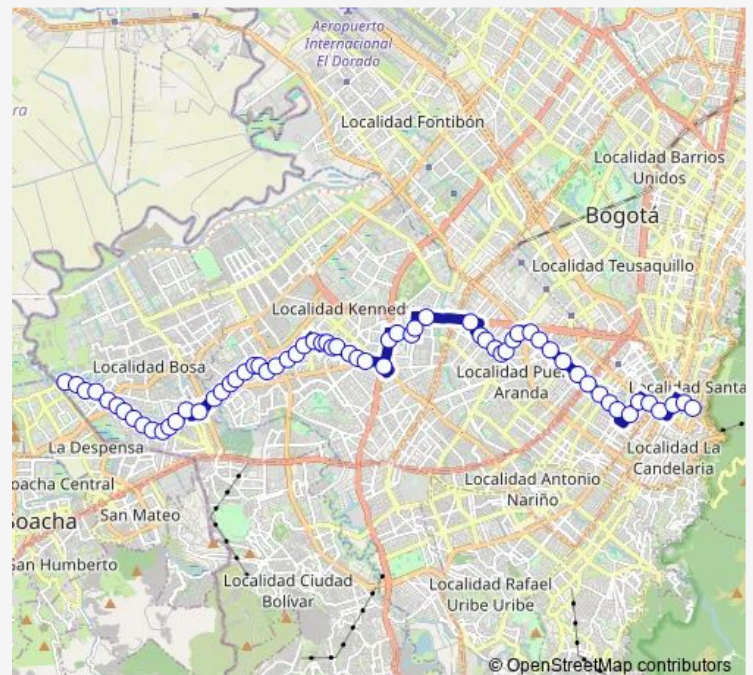 Aeropuerto
Internacional
El Dorado
Localidad Fontibón
Localidad Barrios
Unidos
Bogotá
Localidad Teusaquillo
Localidad Kenned
Localidad Bosa
Localidad Pue
Aranda
Localidad Santa
La Despensa
Localidad La
Candelaria
oacha Central
Localidad Antonio
Nariño
San Mateo
Soacha
San Humberto
Localidad Ciudad
Bolívar
Localidad Rafael
Uribe Uribe
© OpenStreetMap contributors